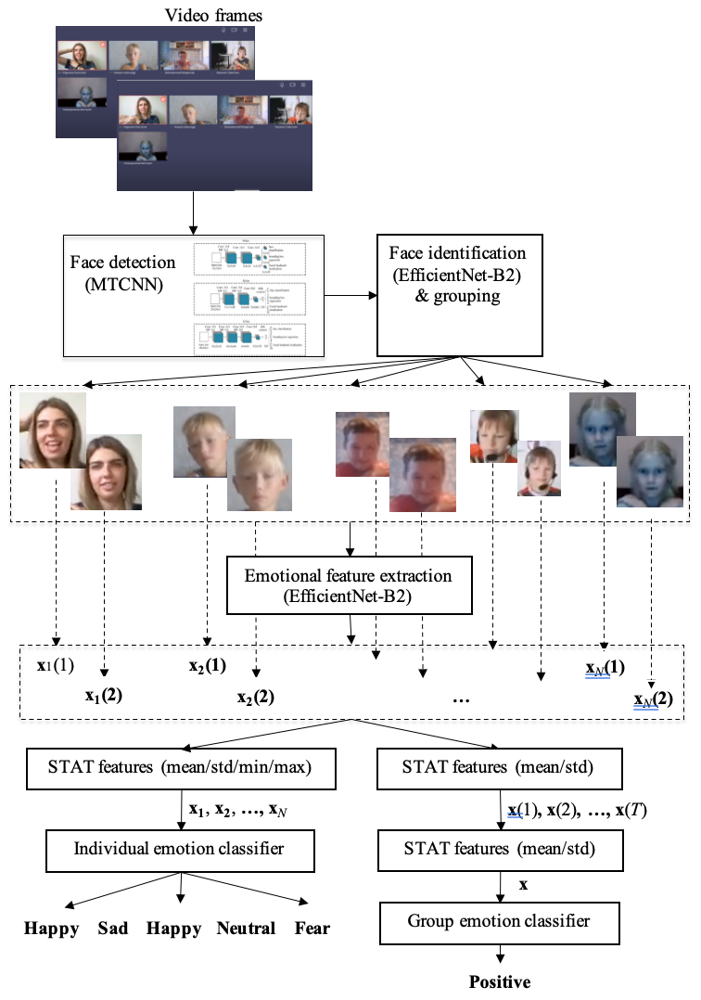 Video frames
Face detection
(MTCNN)
Face identification
(EfficientNet-B2)
& grouping
Emotional feature extraction
(EfficientNet-B2)
x1(1)
x2(1)
xN(1)
x1(2)
x2(2)
...
xN(2)
STAT features (mean/std/min/max)
STAT features (mean/std)
x1, x2, ..., xN
x(1), x(2), ..., x(T)
Individual emotion classifier
STAT features (mean/std)
x
Group emotion classifier
Happy Sad Happy Neutral Fear
Positive